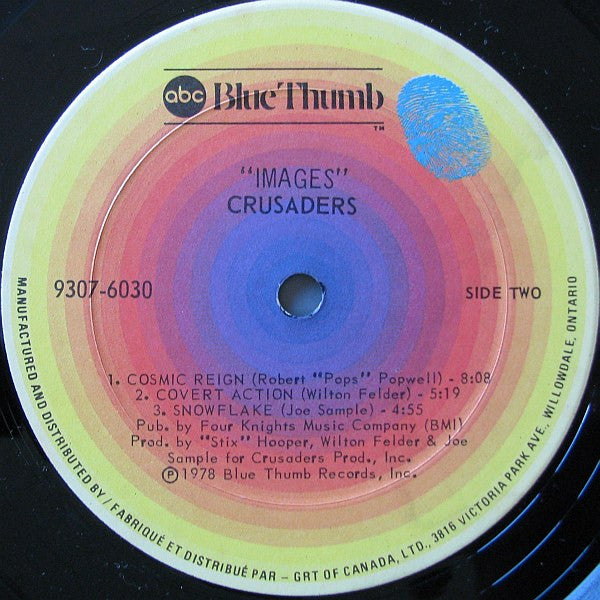 abc Blue Thumb
™
"IMAGES"
CRUSADERS
9307-6030
SIDE TWO
1. COSMIC REIGN (Robert "Pops" Popwell) - 8:08
2. COVERT ACTION (Wilton Felder) - 5:19
3. SNOWFLAKE (Joe Sample) - 4:55
Pub. by Four Knights Music Company (BMI)
Prod. by "Stix" Hooper, Wilton Felder & Joe
Sample for Crusaders Prod., Inc.
Ⓟ 1978 Blue Thumb Records, Inc.
MANUFACTURED AND DISTRIBUTED BY / FABRIQUÉ ET DISTRIBUÉ PAR – GRT OF CANADA, LTD., 3816 VICTORIA PARK AVE., WILLOWDALE, ONTARIO